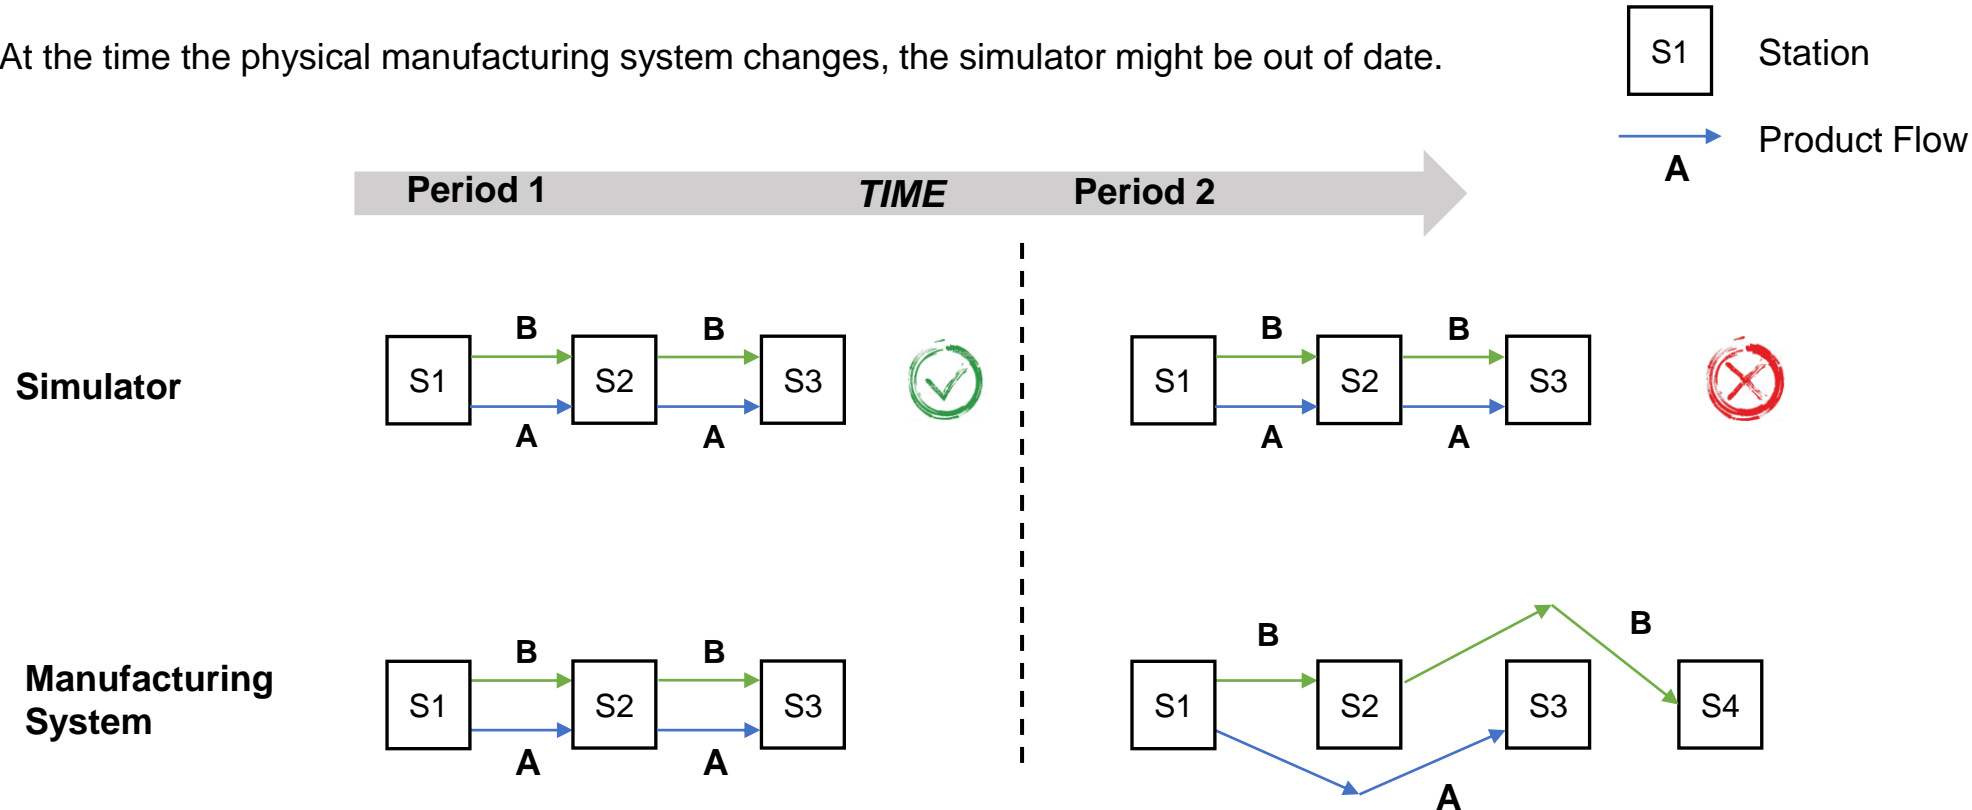 At the time the physical manufacturing system changes, the simulator might be out of date.
S1 Station
A Product Flow
Period 1 TIME Period 2
Simulator
B B
S1 S2 S3
A A
B B
S1 S2 S3
A A
Manufacturing
System
B B
S1 S2 S3
A A
B B
S1 S2 S3 S4
A